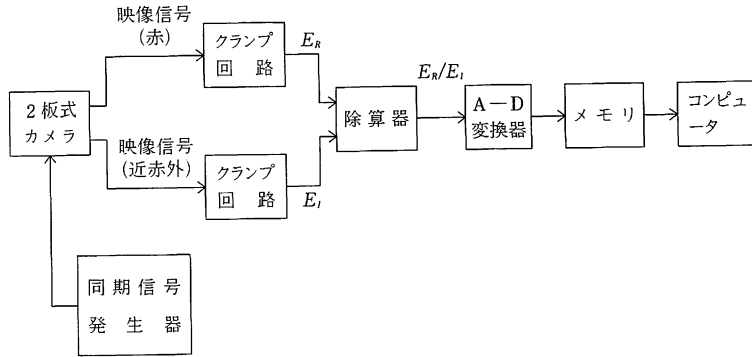 映像信号
(赤)
クランプ
回路
E_R
2板式
カメラ
映像信号
(近赤外)
クランプ
回路
E_I
除算器
E_R/E_I
A－D
変換器
メモリ
コンピュ
ータ
同期信号
発生器